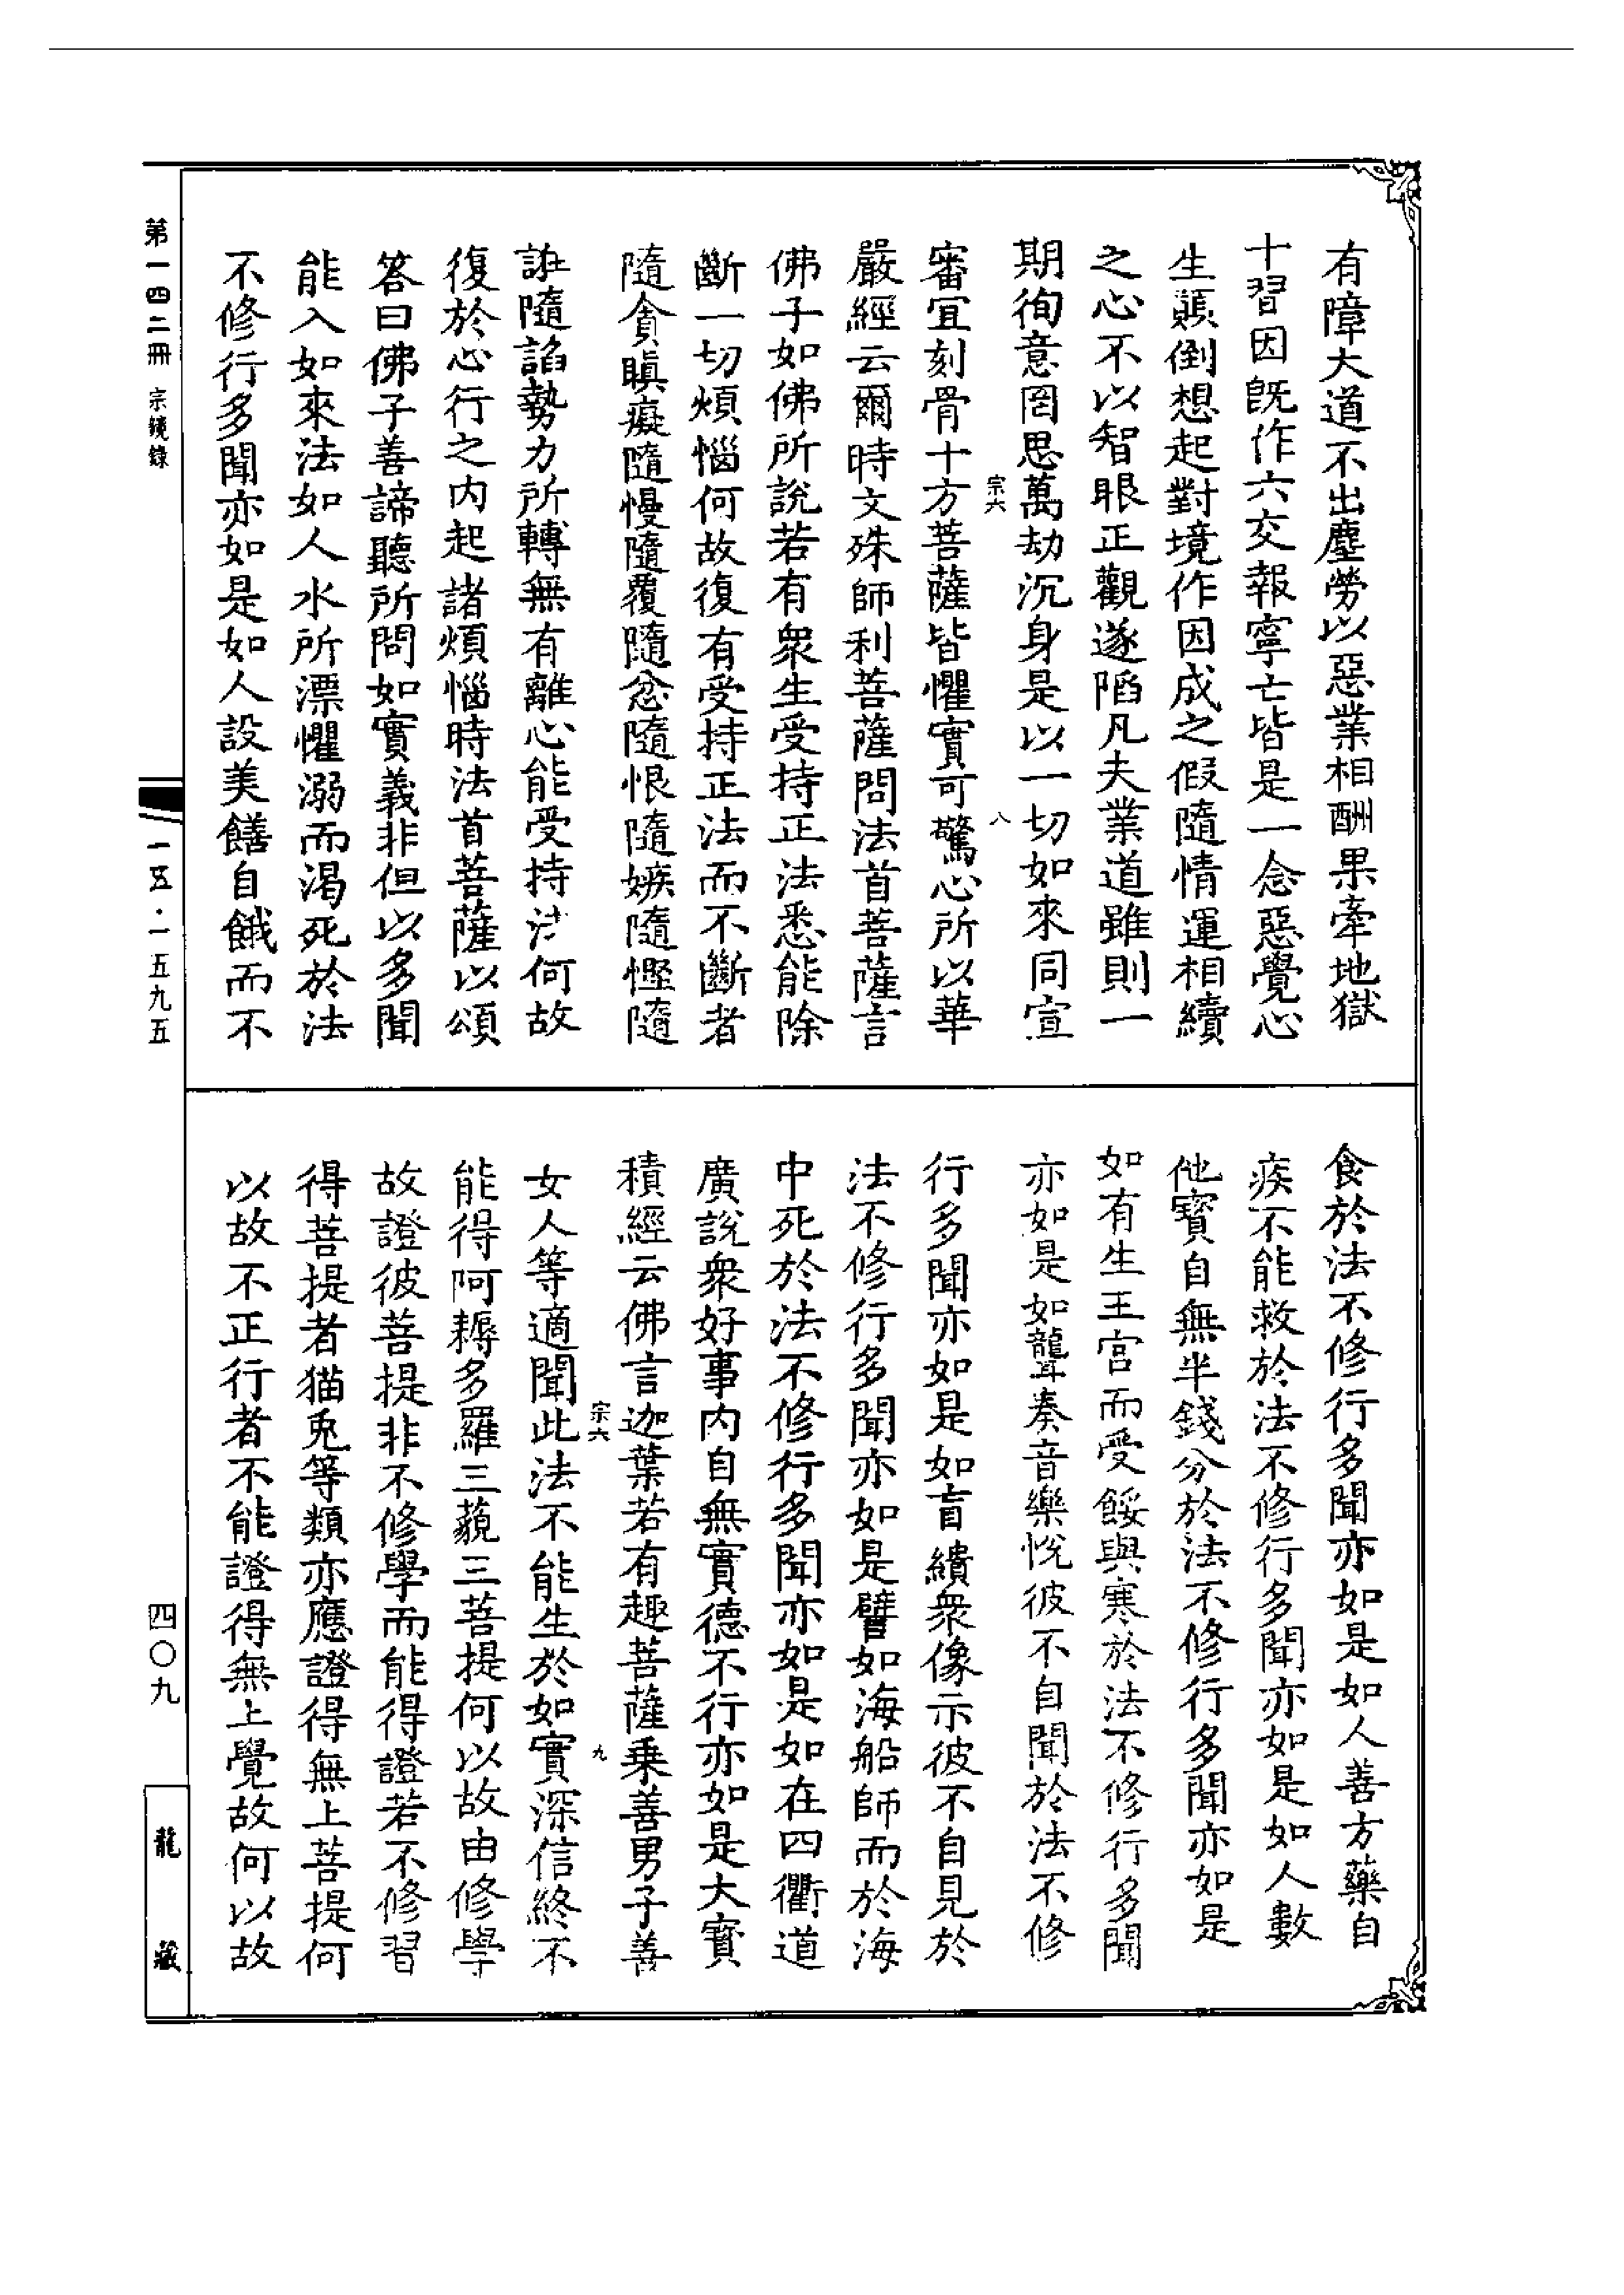 有障大道不出塵勞以惡業相酬果牽地獄
十習因旣作六交報寧亡皆是一念惡覺心
生顚倒想起對境作因成之假隨情運相續
之心不以智眼正觀遂陷凡夫業道雖則一
期徇意罔思萬劫沉身是以一切如來同宣
宗六
八
審宜刻骨十方菩薩皆懼實可驚心所以華
嚴經云爾時文殊師利菩薩問法首菩薩言
佛子如佛所說若有衆生受持正法悉能除
斷一切煩惱何故復有受持正法而不斷者
隨貪瞋癡隨慢隨覆隨忿隨恨隨嫉隨慳隨
誑隨諂勢力所轉無有離心能受持法何故
復於心行之内起諸煩惱時法首菩薩以頌
答曰佛子善諦聽所問如實義非但以多聞
能入如來法如人水所漂懼溺而渴死於法
不修行多聞亦如是如人設美饍自餓而不
食於法不修行多聞亦如是如人善方藥自
疾不能救於法不修行多聞亦如是如人數
他寶自無半錢分於法不修行多聞亦如是
如有生王宮而受餒與寒於法不修行多聞
亦如是如聾奏音樂悅彼不自聞於法不修
行多聞亦如是如盲繢衆像示彼不自見於
法不修行多聞亦如是譬如海船師而於海
中死於法不修行多聞亦如是如在四衢道
廣說衆好事内自無實德不行亦如是大寶
積經云佛言迦葉若有趣菩薩乗善男子善
宗六
九
女人等適聞此法不能生於如實深信終不
能得阿耨多羅三藐三菩提何以故由修學
故證彼菩提非不修學而能得證若不修習
得菩提者猫兎等類亦應證得無上菩提何
以故不正行者不能證得無上覺故何以故
第一四二冊 宗鏡錄
一五·一五九五
四〇九
龍藏